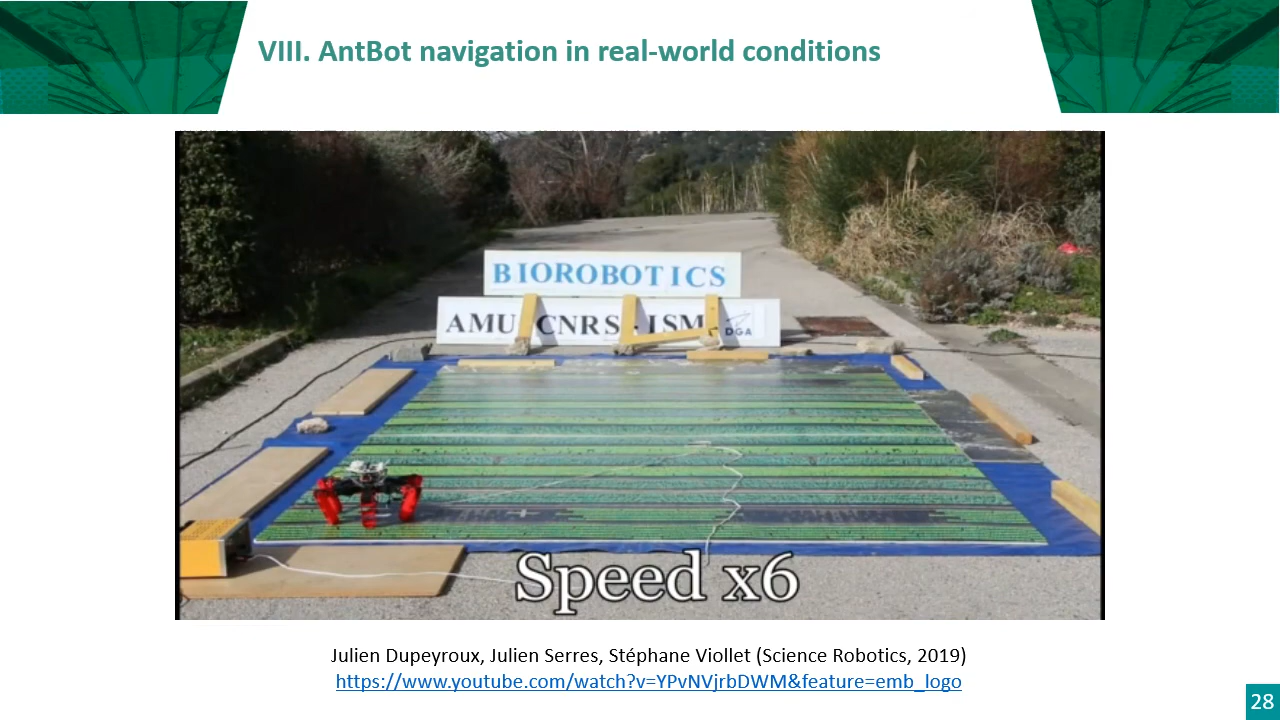 VIII. AntBot navigation in real-world conditions
BIOROBOTICS
AMU CNRS - ISM
DGA
Speed x6
Julien Dupeyroux, Julien Serres, Stéphane Viollet (Science Robotics, 2019)
https://www.youtube.com/watch?v=YPvNVjrbDWM&feature=emb_logo
28